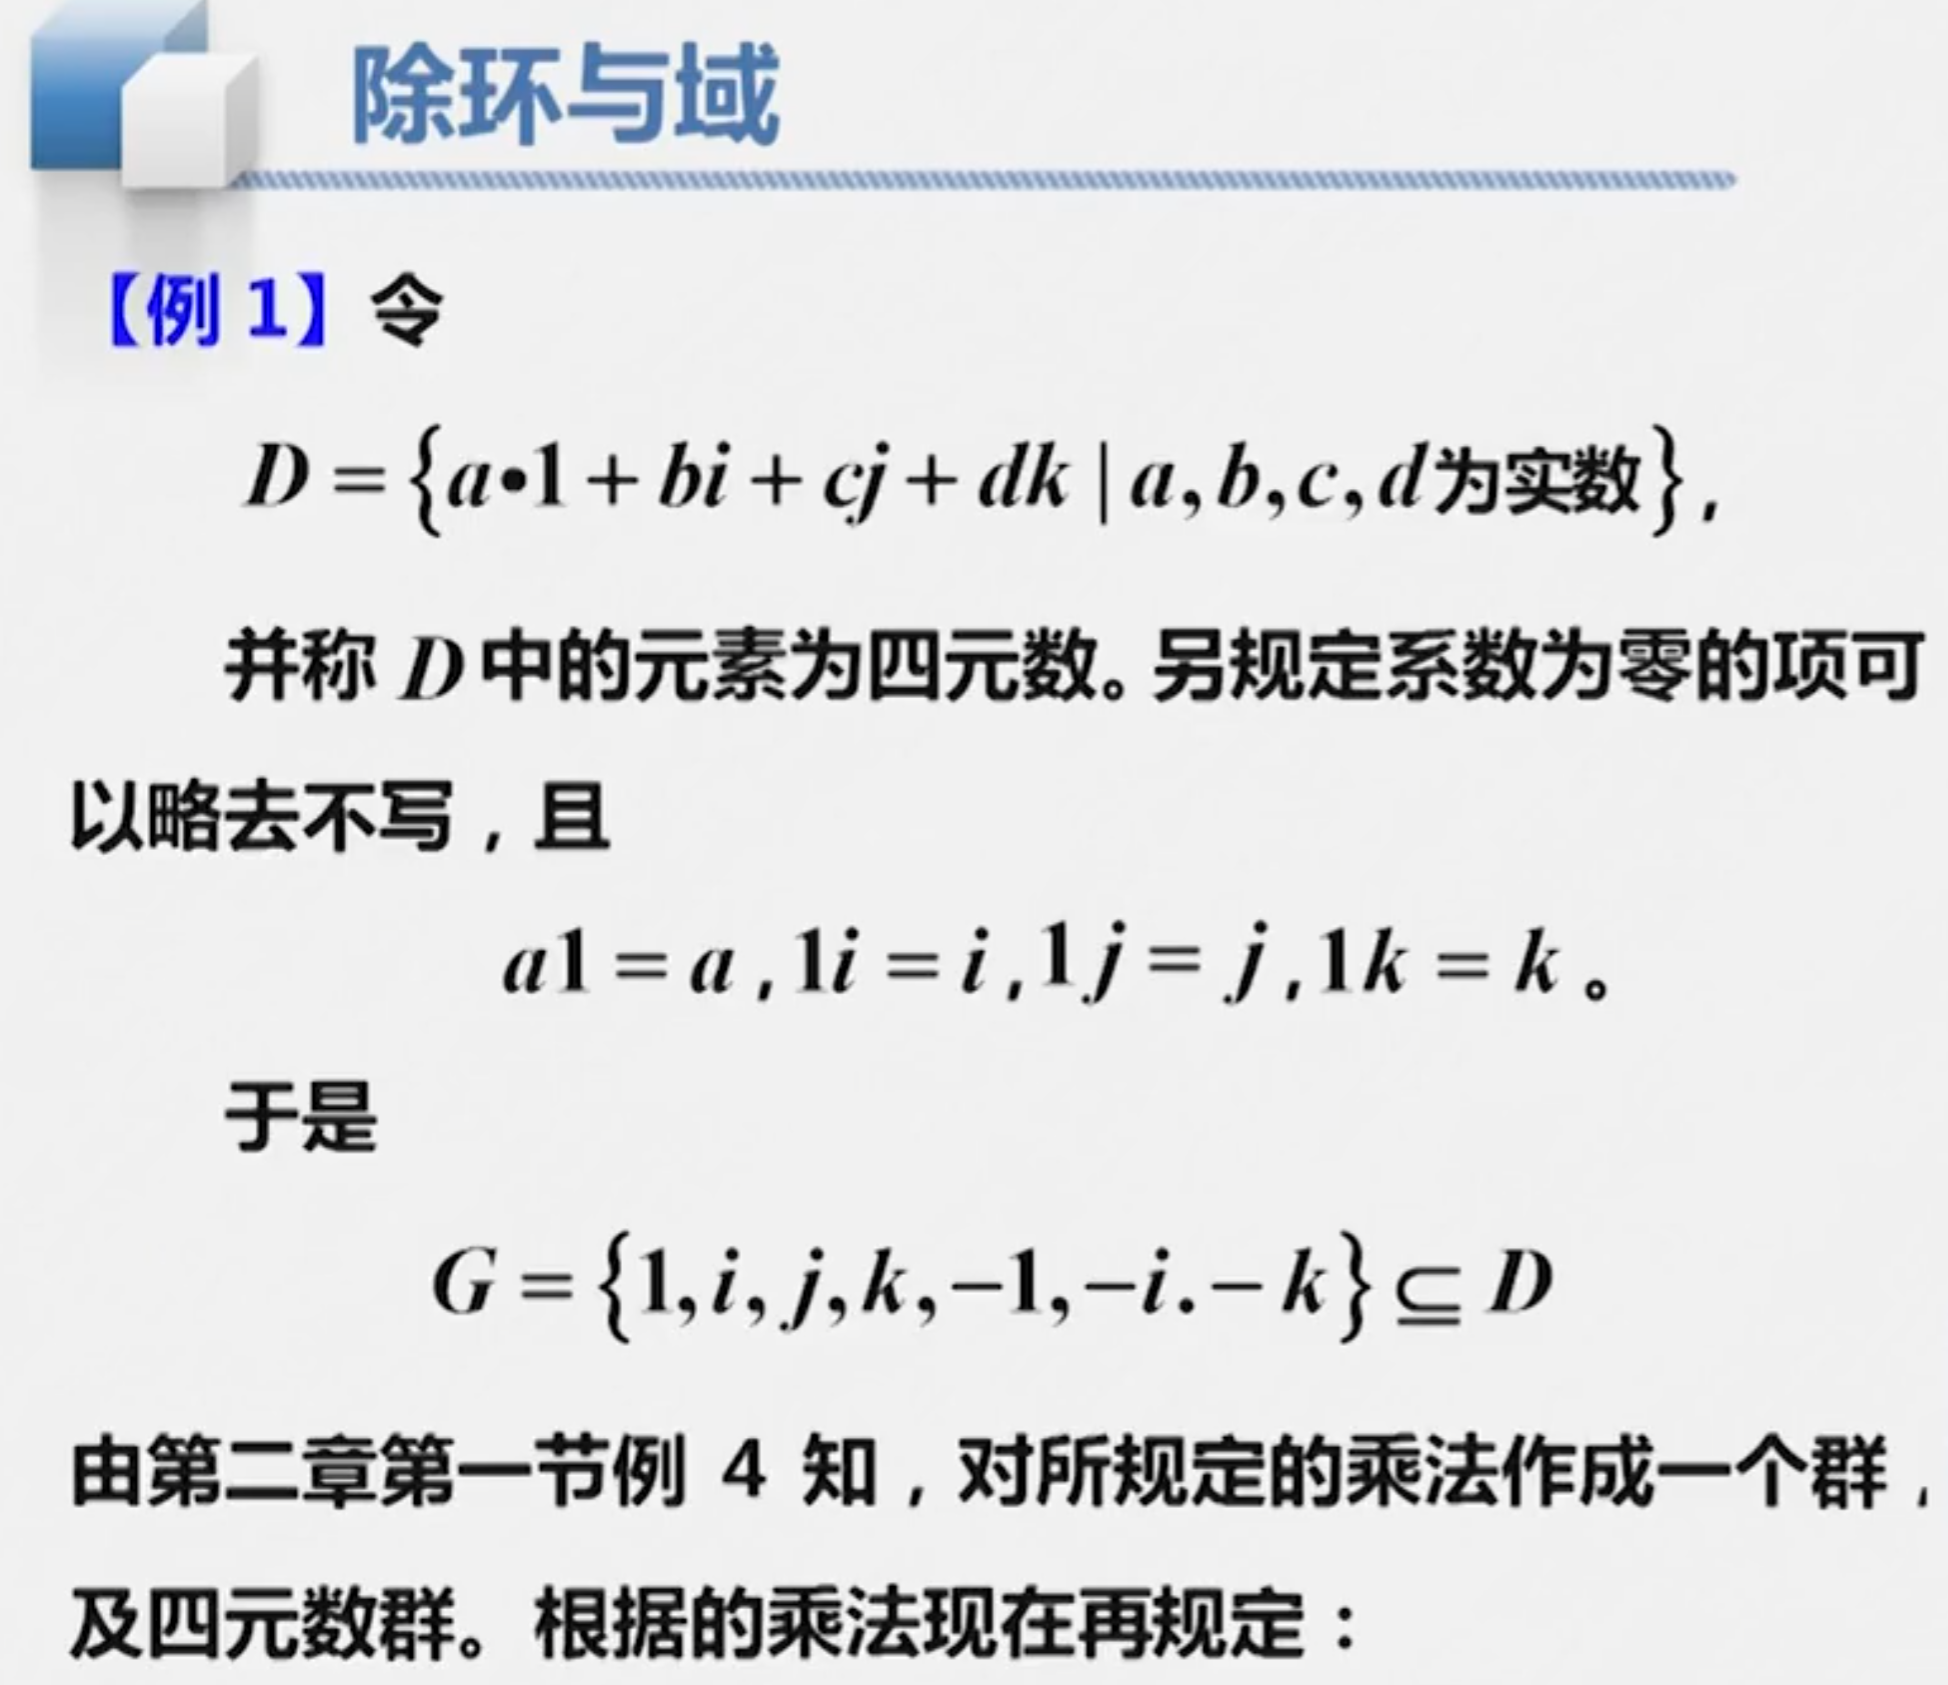 除环与域
【例 1】令
D = {a•1 + bi + cj + dk | a, b, c, d为实数},
并称 D 中的元素为四元数。另规定系数为零的项可
以略去不写，且
a1 = a , 1i = i , 1j = j , 1k = k 。
于是
G = {1, i, j, k, −1, −i. − k} ⊆ D
由第二章第一节例 4 知，对所规定的乘法作成一个群，
及四元数群。根据的乘法现在再规定：